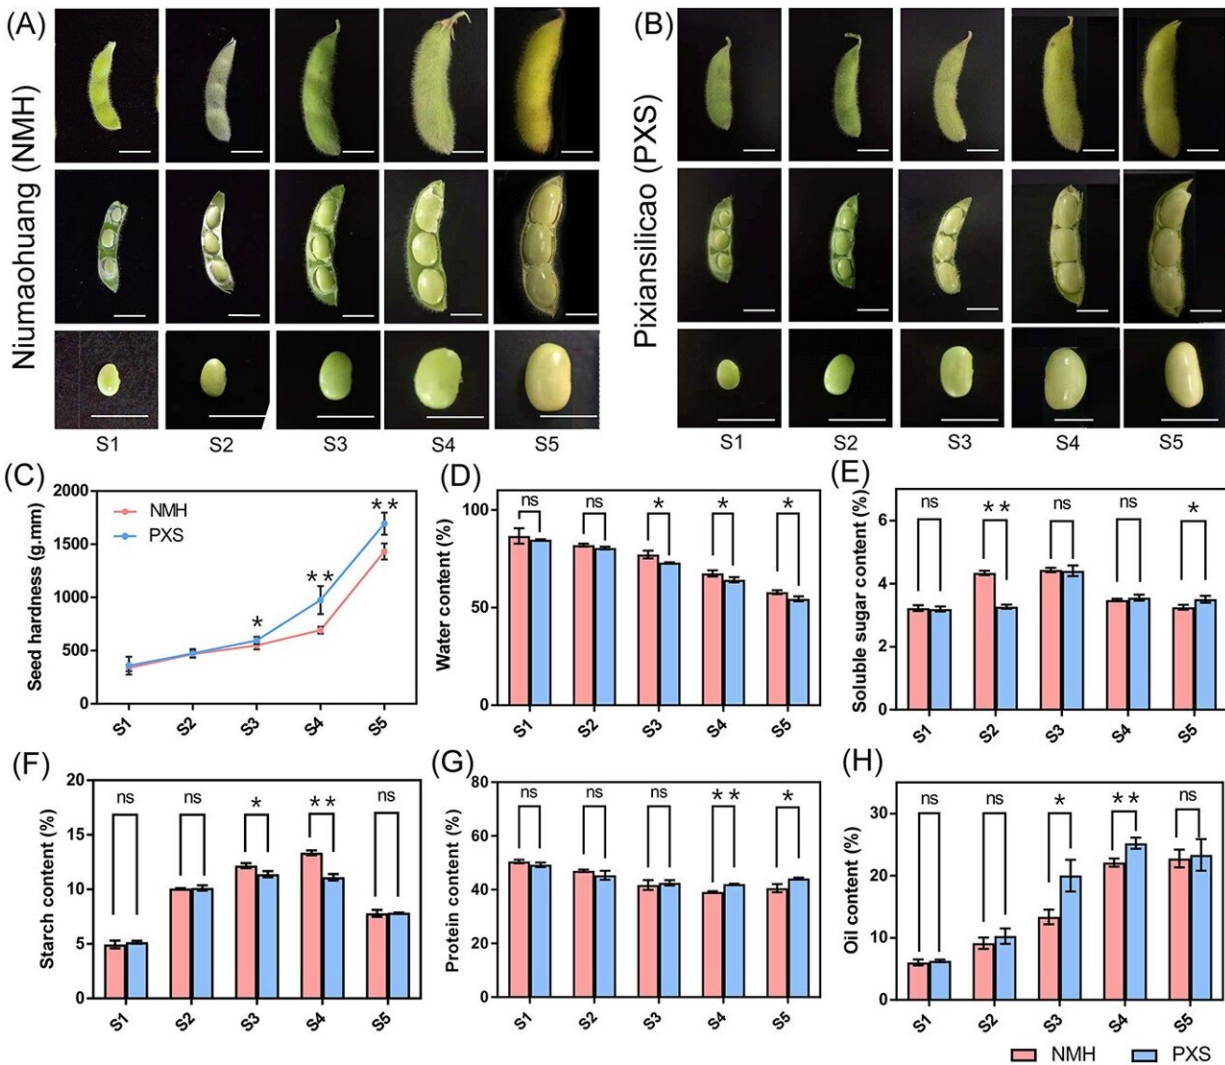 (A)
Niumaohuang (NMH)
S1 S2 S3 S4 S5
(B)
Pixiansilicao (PXS)
S1 S2 S3 S4 S5
(C)
Seed hardness (g.mm)
2000
1500
1000
500
0
NMH
PXS
*
**
**
S1 S2 S3 S4 S5
(D)
Water content (%)
100
50
0
ns ns * * *
S1 S2 S3 S4 S5
(E)
Soluble sugar content (%)
6
4
2
0
ns ** ns ns *
S1 S2 S3 S4 S5
(F)
Starch content (%)
20
15
10
5
0
ns ns * ** ns
S1 S2 S3 S4 S5
(G)
Protein content (%)
80
60
40
20
0
ns ns ns ** *
S1 S2 S3 S4 S5
(H)
Oil content (%)
30
20
10
0
ns ns * ** ns
S1 S2 S3 S4 S5
NMH PXS